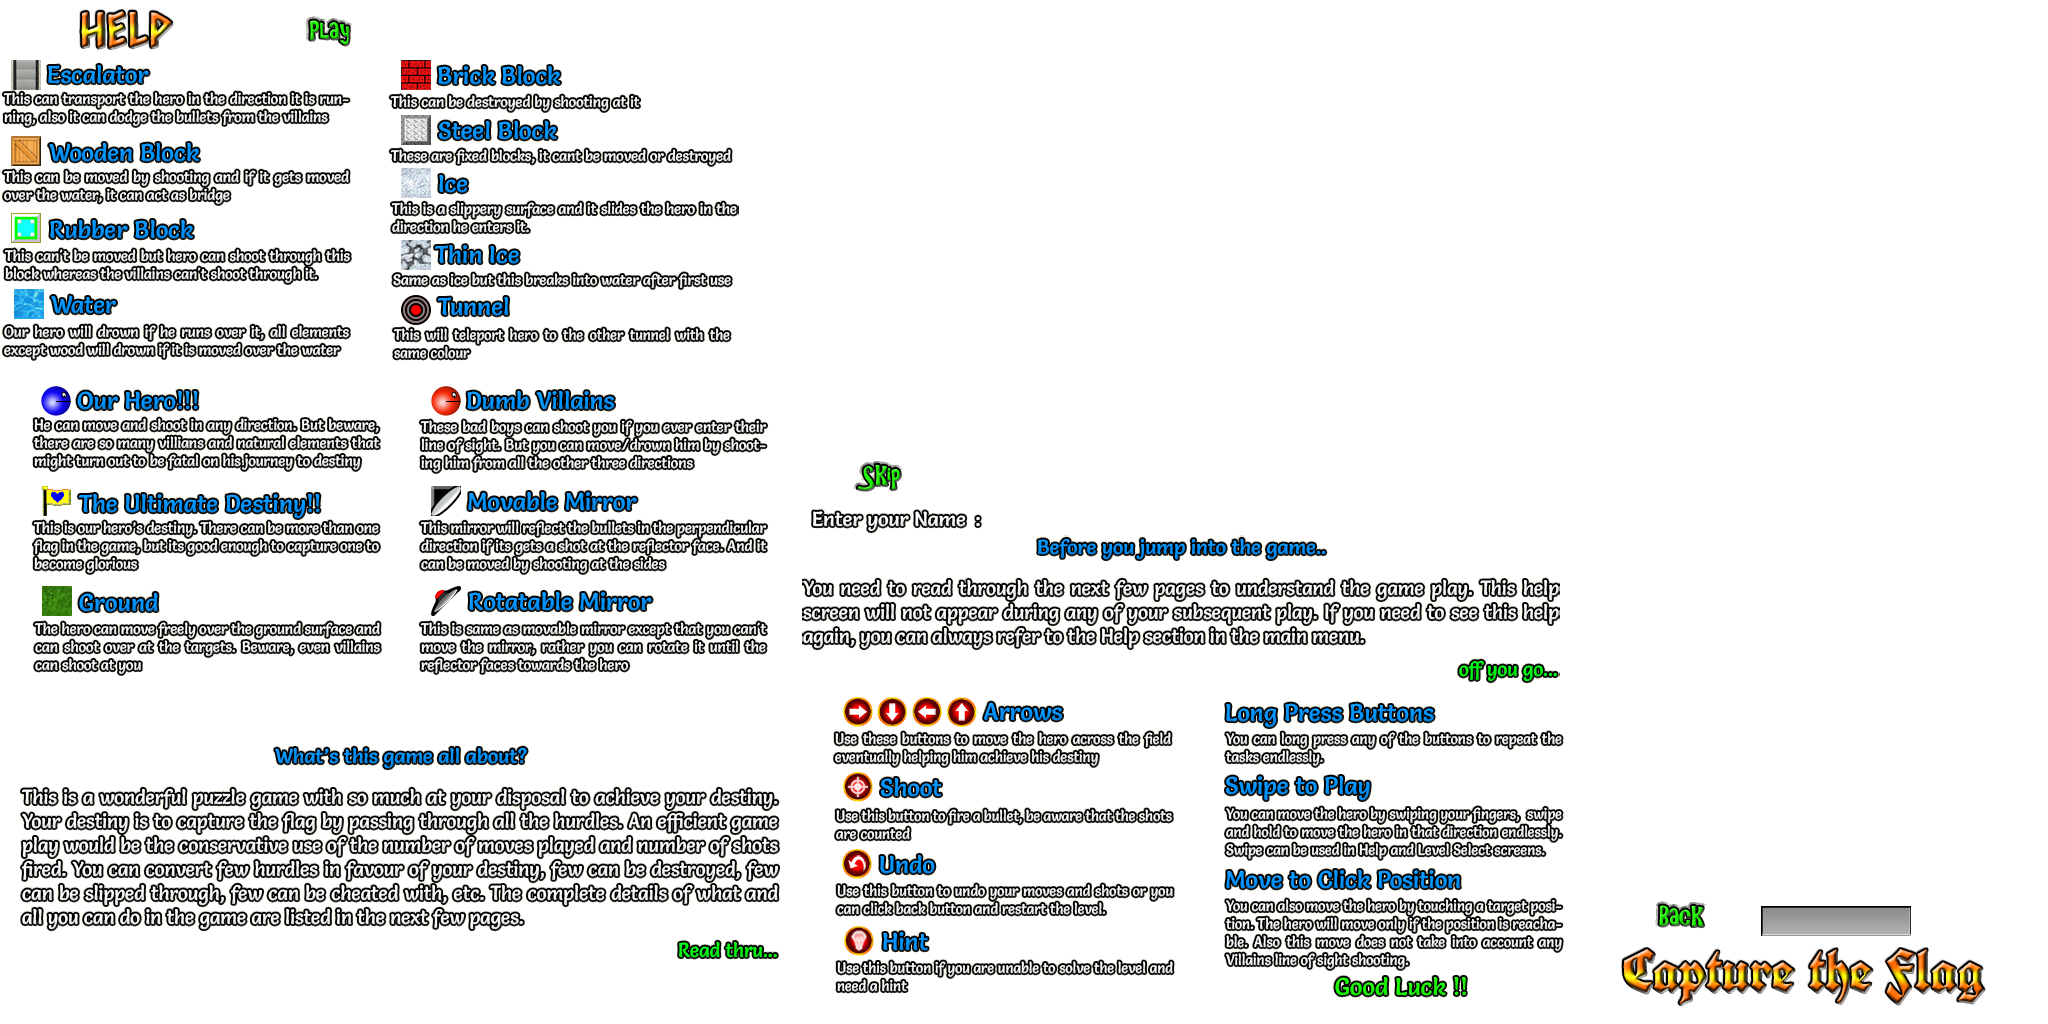 HELP
Play
Escalator
This can transport the hero in the direction it is run-
ning, also it can dodge the bullets from the villains
Wooden Block
This can be moved by shooting and if it gets moved
over the water, it can act as bridge
Rubber Block
This can't be moved but hero can shoot through this
block whereas the villains can't shoot through it.
Water
Our hero will drown if he runs over it, all elements
except wood will drown if it is moved over the water
Brick Block
This can be destroyed by shooting at it
Steel Block
These are fixed blocks, it cant be moved or destroyed
Ice
This is a slippery surface and it slides the hero in the
direction he enters it.
Thin Ice
Same as ice but this breaks into water after first use
Tunnel
This will teleport hero to the other tunnel with the
same colour
Our Hero!!!
He can move and shoot in any direction. But beware,
there are so many villians and natural elements that
might turn out to be fatal on his journey to destiny
The Ultimate Destiny!!
This is our hero's destiny. There can be more than one
flag in the game, but its good enough to capture one to
become glorious
Ground
The hero can move freely over the ground surface and
can shoot over at the targets. Beware, even villains
can shoot at you
Dumb Villains
These bad boys can shoot you if you ever enter their
line of sight. But you can move/drown him by shoot-
ing him from all the other three directions
Movable Mirror
This mirror will reflect the bullets in the perpendicular
direction if its gets a shot at the reflector face. And it
can be moved by shooting at the sides
Rotatable Mirror
This is same as movable mirror except that you can't
move the mirror, rather you can rotate it until the
reflector faces towards the hero
What's this game all about?
This is a wonderful puzzle game with so much at your disposal to achieve your destiny.
Your destiny is to capture the flag by passing through all the hurdles. An efficient game
play would be the conservative use of the number of moves played and number of shots
fired. You can convert few hurdles in favour of your destiny, few can be destroyed, few
can be slipped through, few can be cheated with, etc. The complete details of what and
all you can do in the game are listed in the next few pages.
Read thru...
Skip
Enter your Name :
Before you jump into the game..
You need to read through the next few pages to understand the game play. This help
screen will not appear during any of your subsequent play. If you need to see this help
again, you can always refer to the Help section in the main menu.
off you go...
Arrows
Use these buttons to move the hero across the field
eventually helping him achieve his destiny
Shoot
Use this button to fire a bullet, be aware that the shots
are counted
Undo
Use this button to undo your moves and shots or you
can click back button and restart the level.
Hint
Use this button if you are unable to solve the level and
need a hint
Long Press Buttons
You can long press any of the buttons to repeat the
tasks endlessly.
Swipe to Play
You can move the hero by swiping your fingers, swipe
and hold to move the hero in that direction endlessly.
Swipe can be used in Help and Level Select screens.
Move to Click Position
You can also move the hero by touching a target posi-
tion. The hero will move only if the position is reacha-
ble. Also this move does not take into account any
Villains line of sight shooting.
Good Luck !!
Back
Capture the Flag